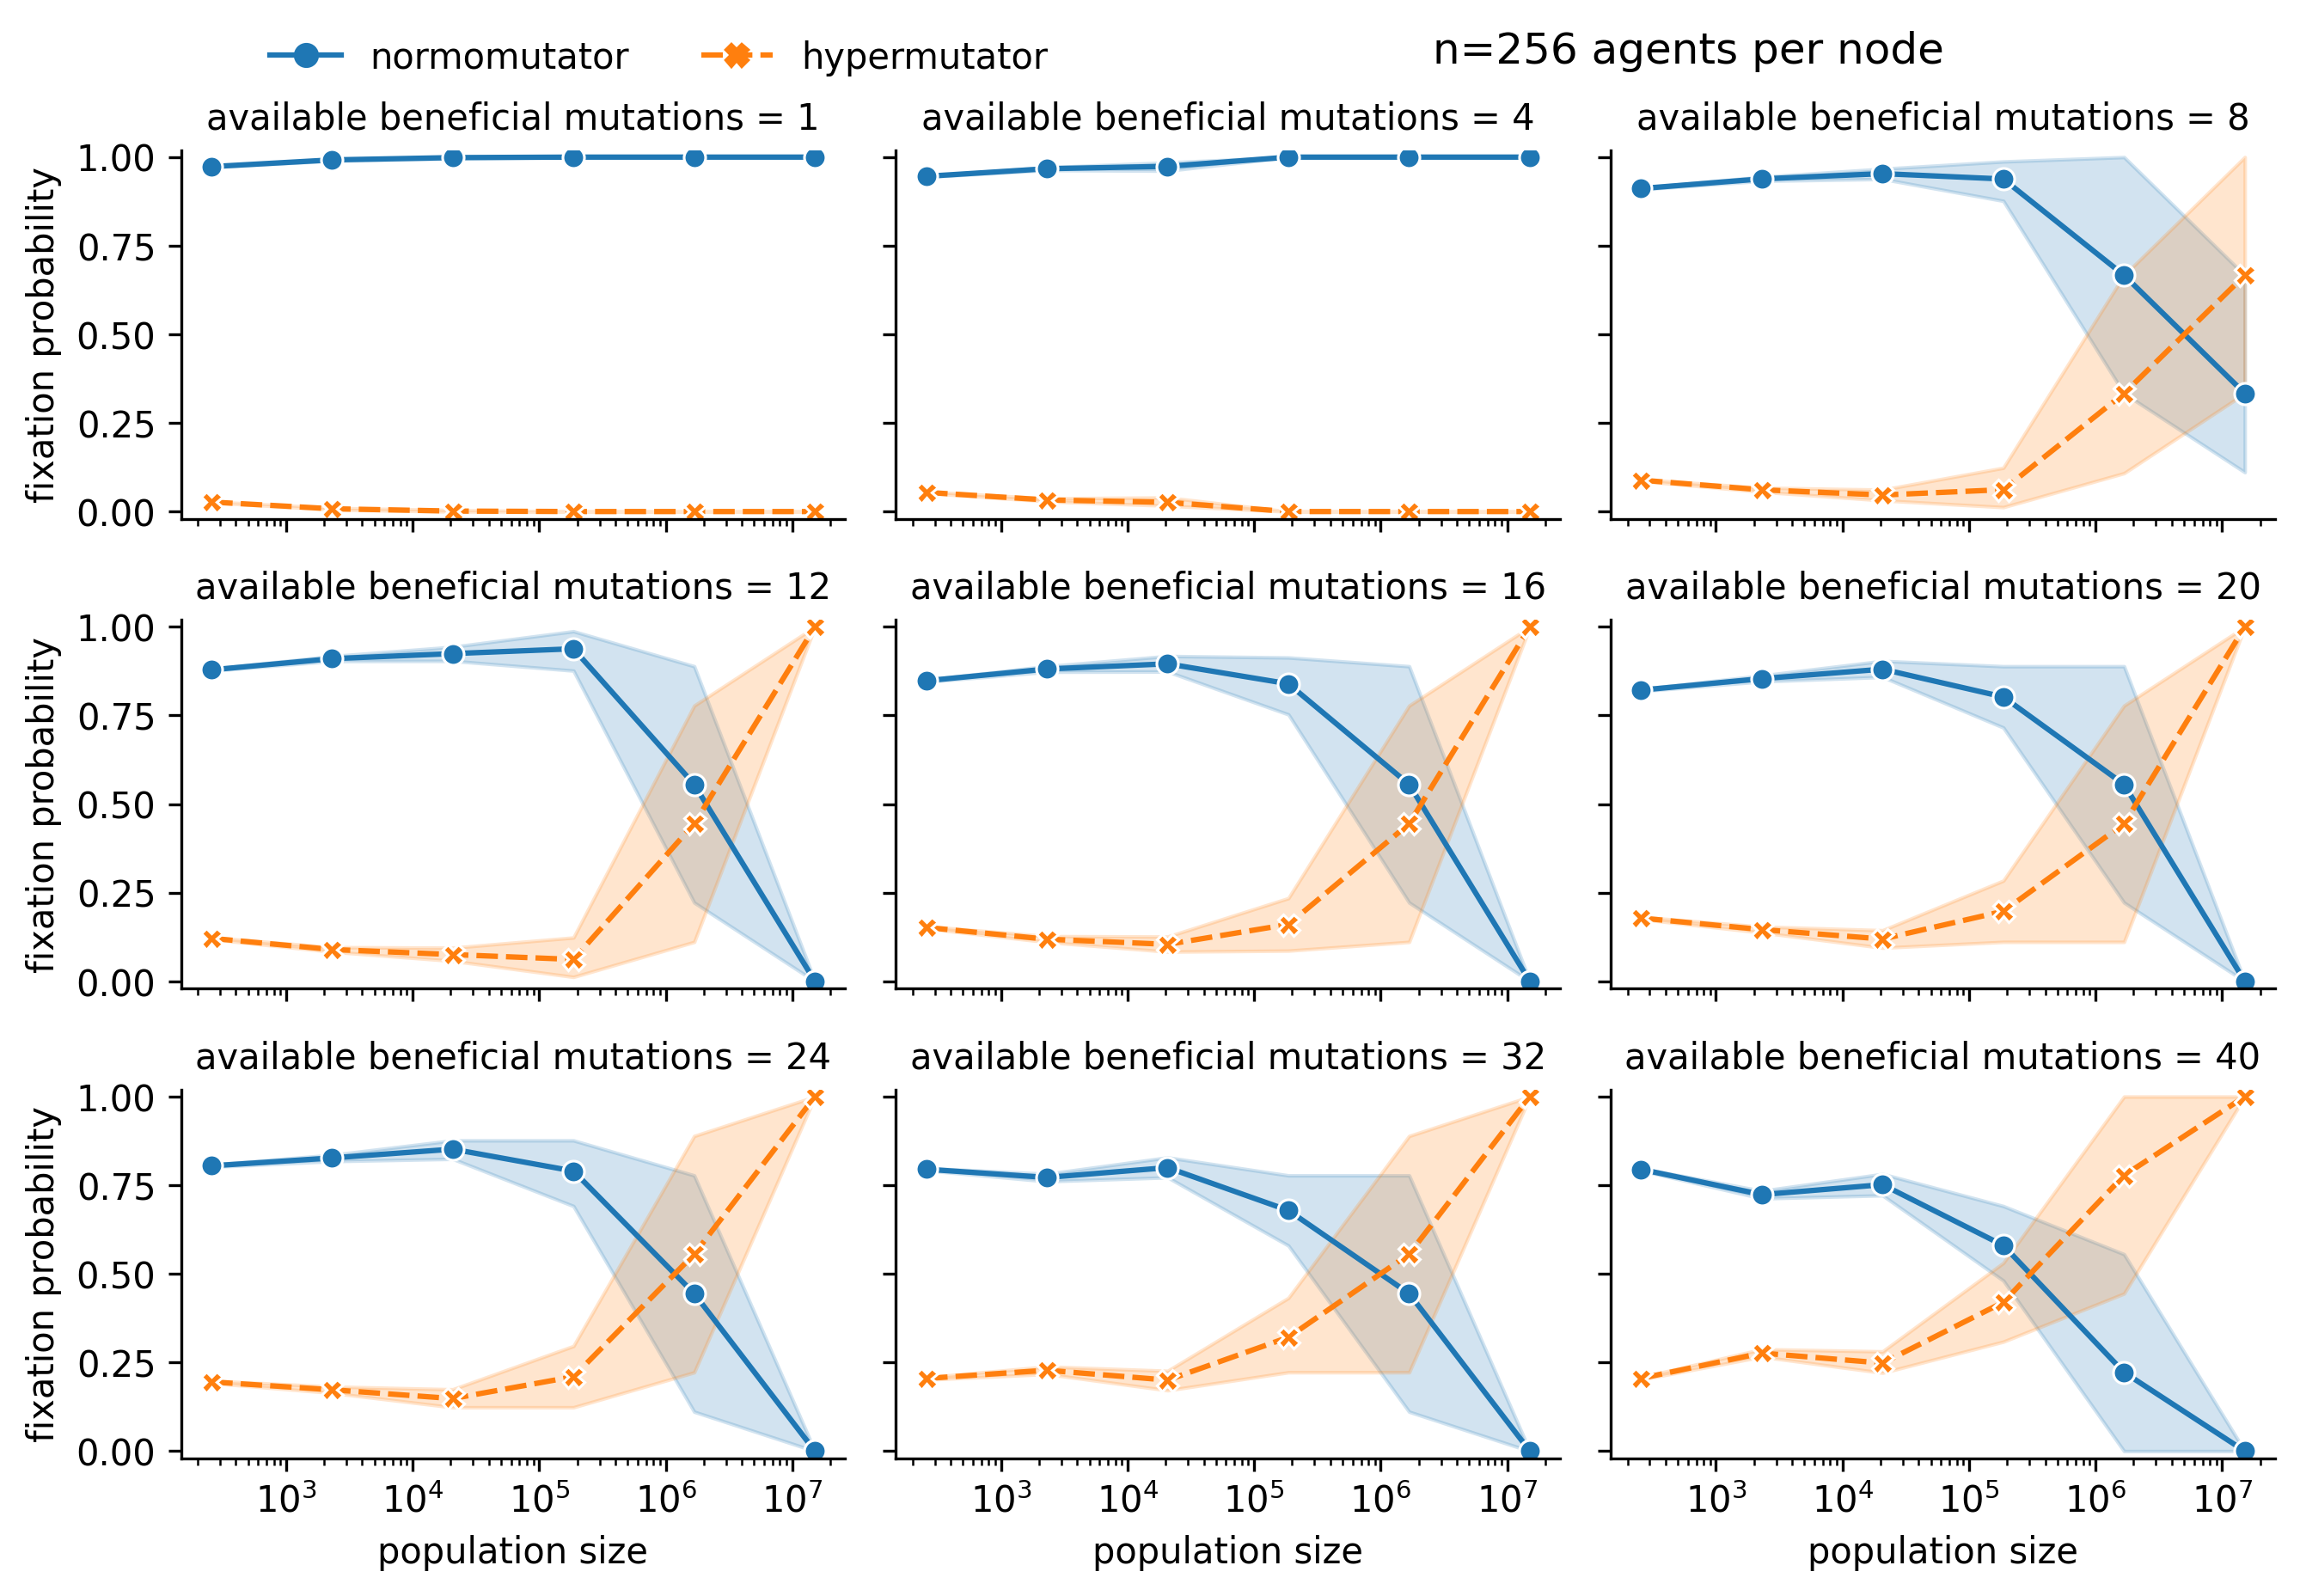 normomutator hypermutator n=256 agents per node
available beneficial mutations = 1 available beneficial mutations = 4 available beneficial mutations = 8
1.00
0.75
0.50
0.25
0.00
fixation probability
available beneficial mutations = 12 available beneficial mutations = 16 available beneficial mutations = 20
1.00
0.75
0.50
0.25
0.00
fixation probability
available beneficial mutations = 24 available beneficial mutations = 32 available beneficial mutations = 40
1.00
0.75
0.50
0.25
0.00
fixation probability
10³ 10⁴ 10⁵ 10⁶ 10⁷ 10³ 10⁴ 10⁵ 10⁶ 10⁷ 10³ 10⁴ 10⁵ 10⁶ 10⁷
population size population size population size